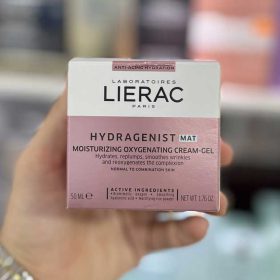 ANTI-AGING HYDRATION
LABORATOIRES
LIERAC
PARIS
HYDRAGENIST MAT
MOISTURIZING OXYGENATING CREAM-GEL
Hydrates, replumps, smoothes wrinkles
and reoxygenates the complexion
NORMAL TO COMBINATION SKIN
ACTIVE INGREDIENTS
50 ML ℮
NET WT. 1.76 OZ.